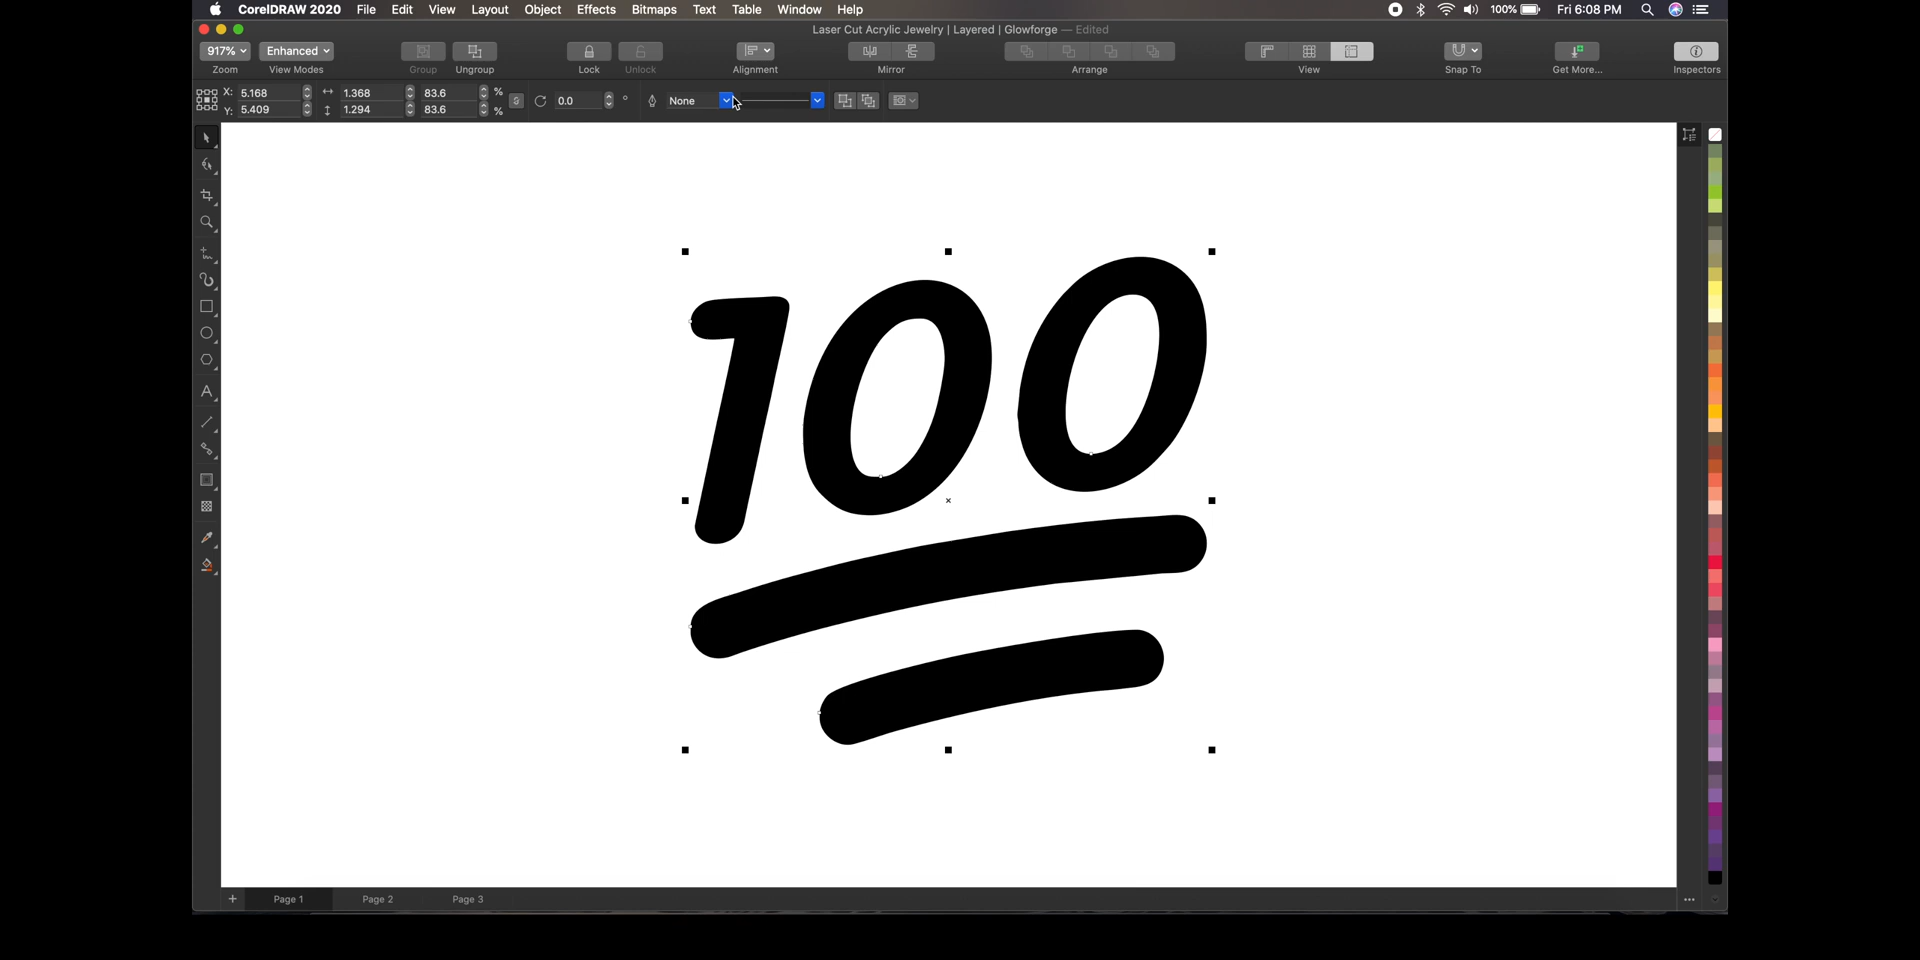 CorelDRAW 2020 File Edit View Layout Object Effects Bitmaps Text Table Window Help 100% Fri 6:08 PM
Laser Cut Acrylic Jewelry | Layered | Glowforge — Edited
917% Enhanced
Zoom View Modes Group Ungroup Lock Unlock Alignment Mirror Arrange View Snap To Get More... Inspectors
X: 5.168 1.368 83.6 % 0.0 ° None
Y: 5.409 1.294 83.6 %
100
+ Page 1 Page 2 Page 3